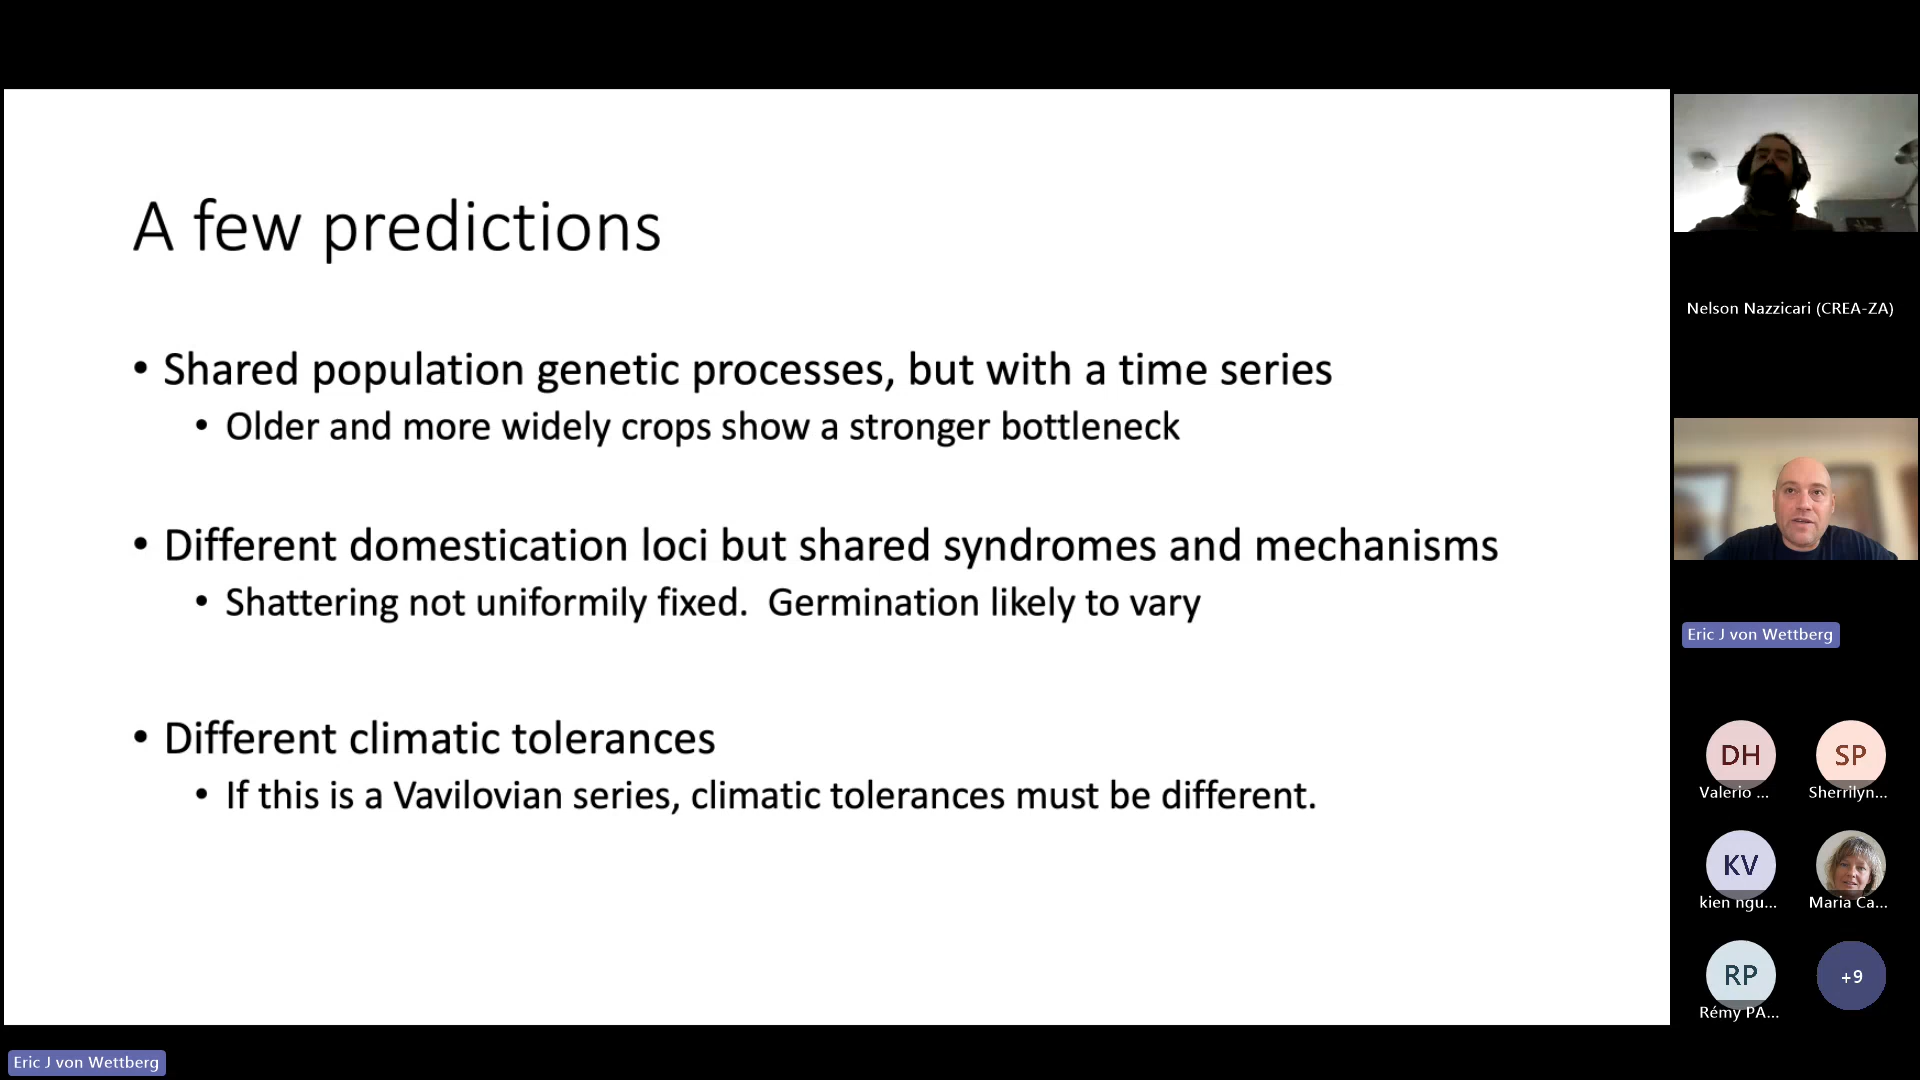 A few predictions
• Shared population genetic processes, but with a time series
• Older and more widely crops show a stronger bottleneck
• Different domestication loci but shared syndromes and mechanisms
• Shattering not uniformily fixed.  Germination likely to vary
• Different climatic tolerances
• If this is a Vavilovian series, climatic tolerances must be different.
Nelson Nazzicari (CREA-ZA)
Eric J von Wettberg
DH
Valerio ...
SP
Sherrilyn...
KV
kien ngu...
Maria Ca...
RP
Rémy PA...
+9
Eric J von Wettberg